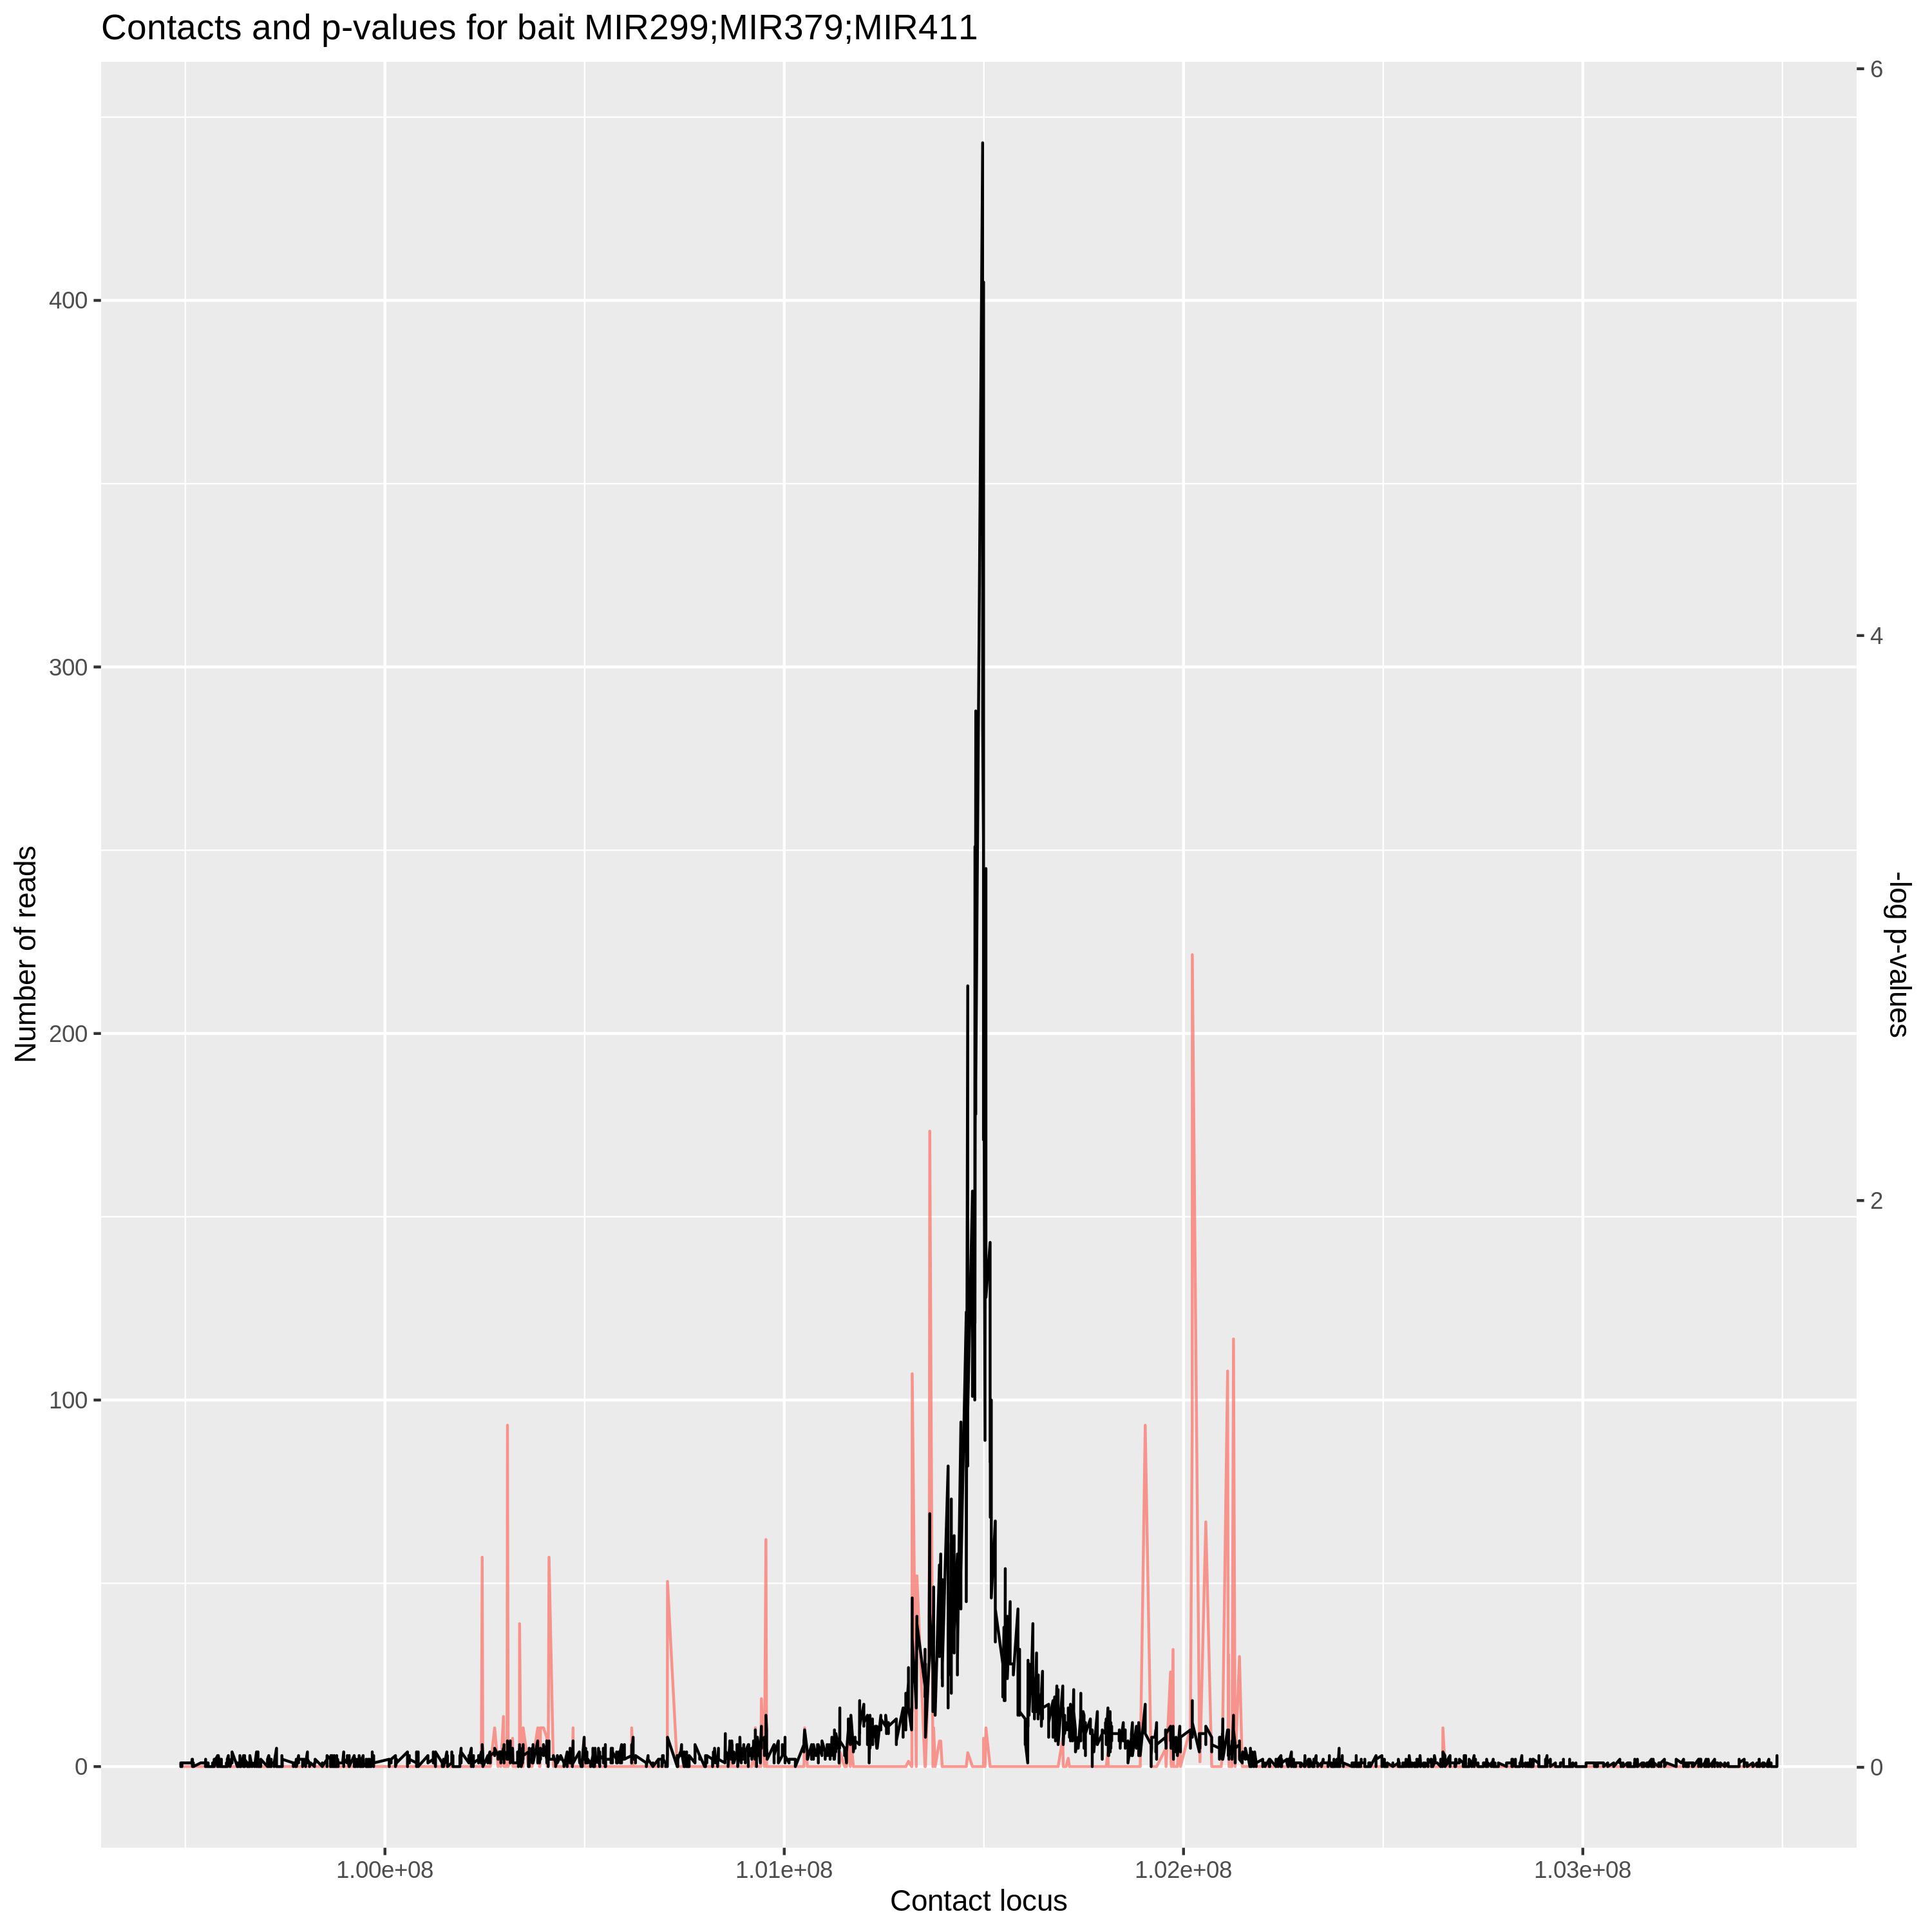 Contacts and p-values for bait MIR299;MIR379;MIR411
6
400
4
300
Number of reads
-log p-values
200
2
100
0
0
1.00e+08
1.01e+08
1.02e+08
1.03e+08
Contact locus